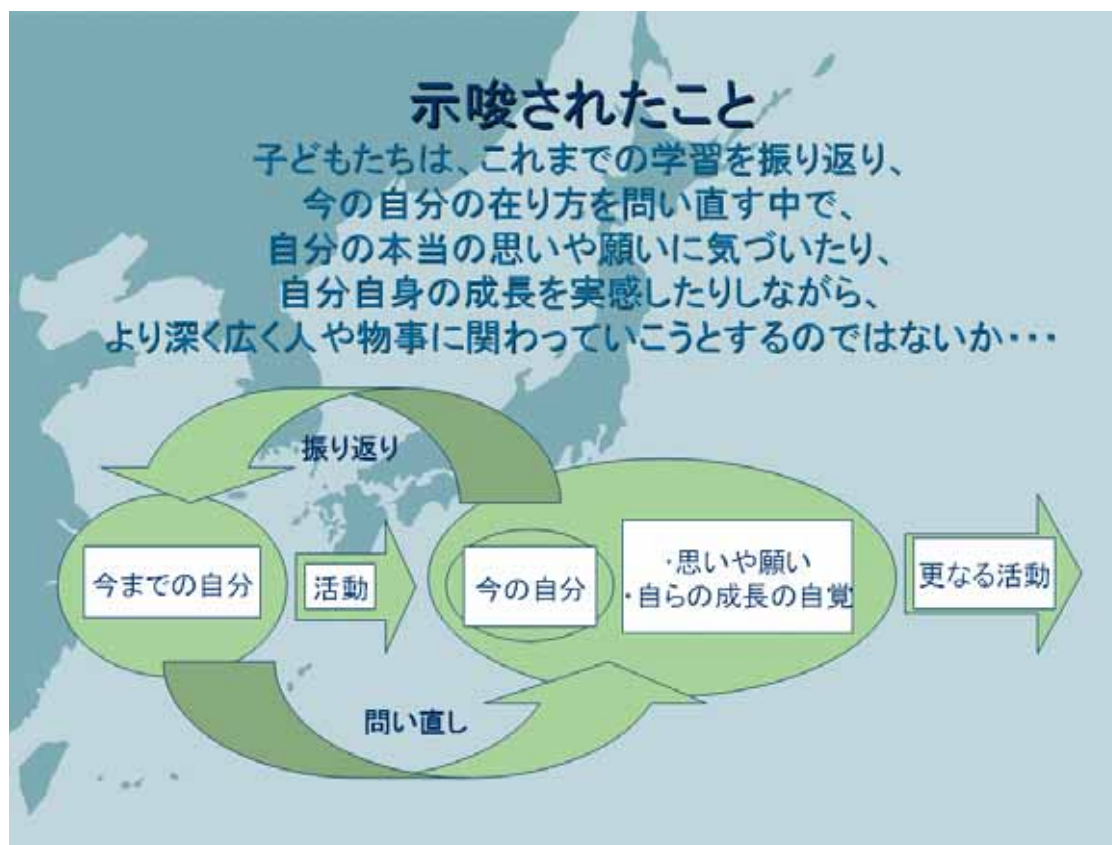 示唆されたこと
子どもたちは、これまでの学習を振り返り、
今の自分の在り方を問い直す中で、
自分の本当の思いや願いに気づいたり、
自分自身の成長を実感したりしながら、
より深く広く人や物事に関わっていこうとするのではないか・・・
振り返り
今までの自分
活動
今の自分
・思いや願い
・自らの成長の自覚
更なる活動
問い直し